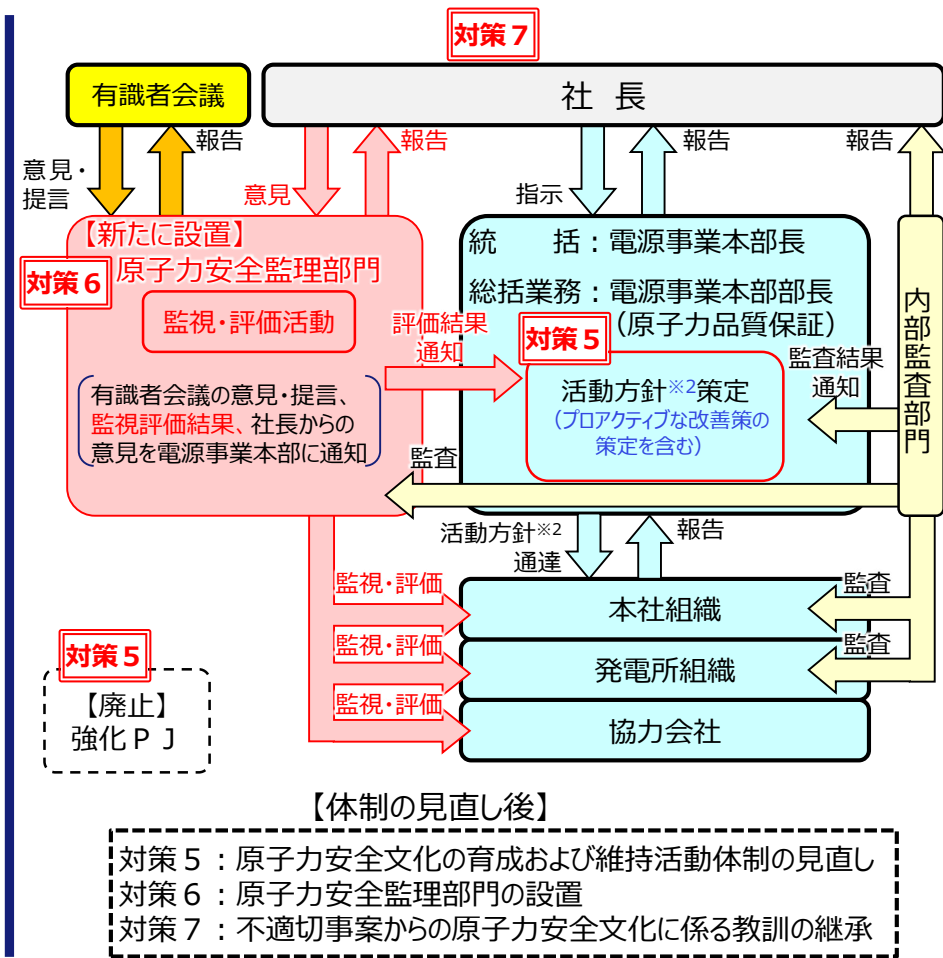 対策７
有識者会議
社 長
意見・
提言
報告
意見
報告
指示
報告
報告
【新たに設置】
対策６
原子力安全監理部門
監視・評価活動
有識者会議の意見・提言、
監視評価結果、社長からの
意見を電源事業本部に通知
評価結果
通知
統　　括：電源事業本部長
総括業務：電源事業本部部長
（原子力品質保証）
対策５
活動方針※2策定
（プロアクティブな改善策の
策定を含む）
監査結果
通知
内部監査部門
監査
活動方針※2
通達
報告
監視・評価
本社組織
監査
監視・評価
発電所組織
監査
監視・評価
協力会社
対策５
【廃止】
強化ＰＪ
【体制の見直し後】
対策５：原子力安全文化の育成および維持活動体制の見直し
対策６：原子力安全監理部門の設置
対策７：不適切事案からの原子力安全文化に係る教訓の継承